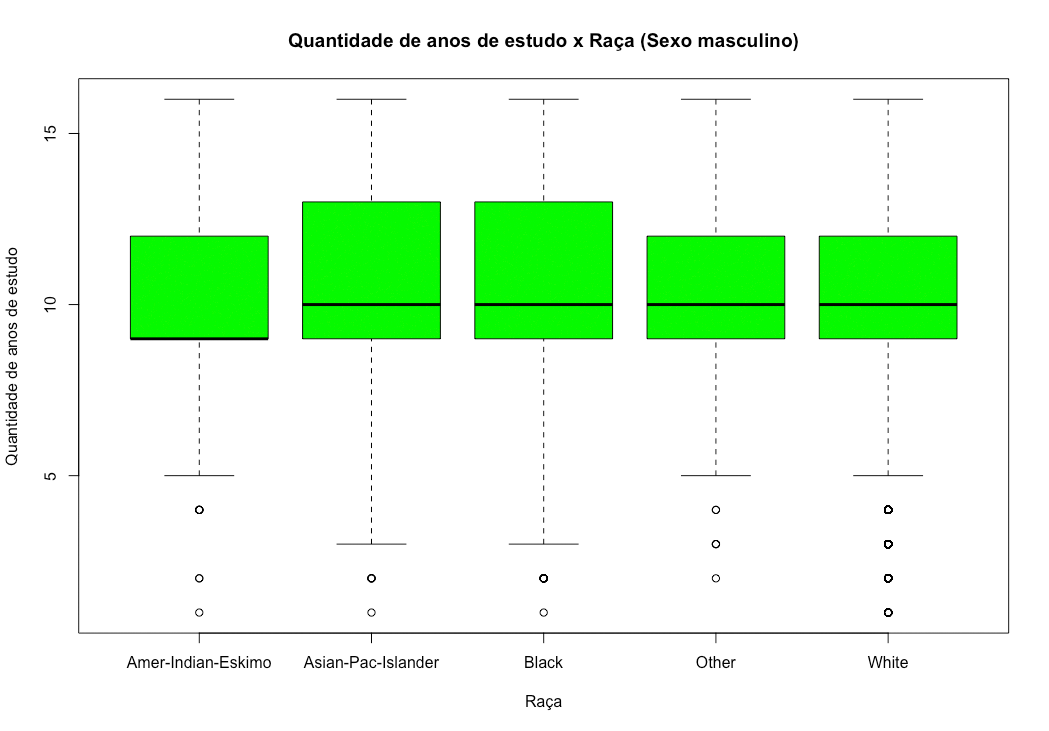 Quantidade de anos de estudo x Raça (Sexo masculino)
Quantidade de anos de estudo
15
10
5
Amer-Indian-Eskimo
Asian-Pac-Islander
Black
Other
White
Raça